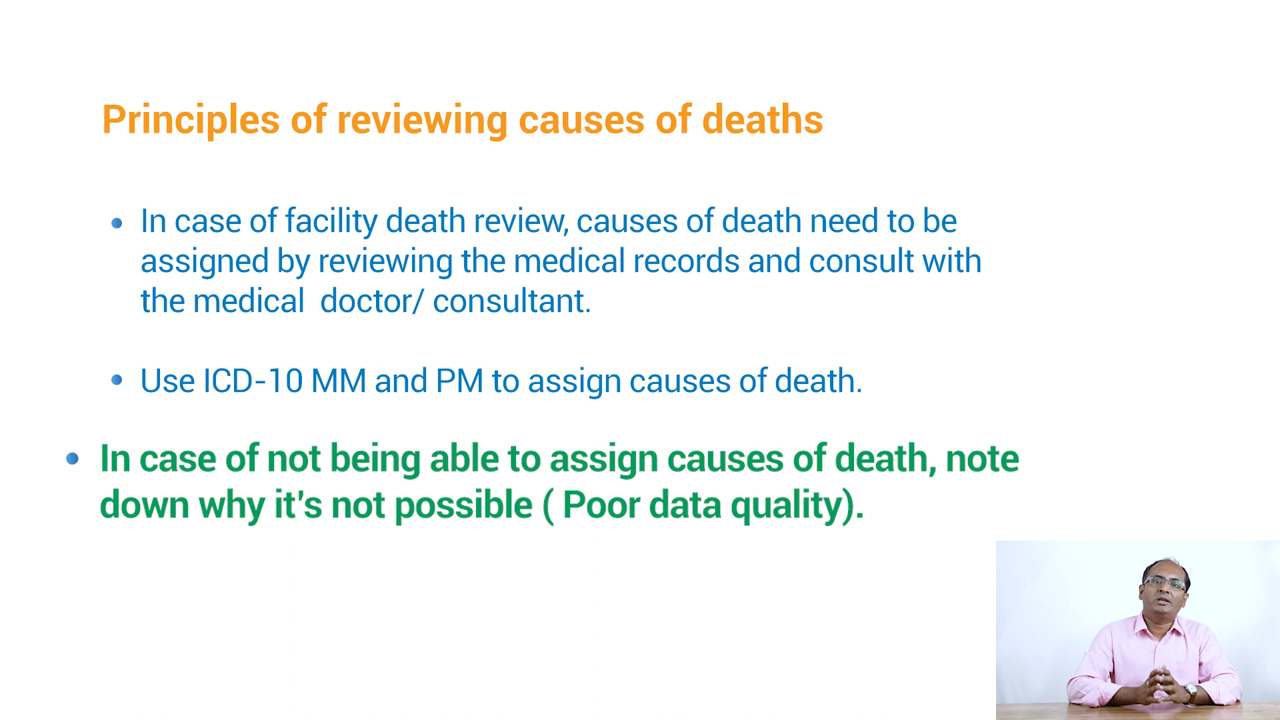 Principles of reviewing causes of deaths
In case of facility death review, causes of death need to be
assigned by reviewing the medical records and consult with
the medical doctor/ consultant.
Use ICD-10 MM and PM to assign causes of death.
In case of not being able to assign causes of death, note
down why it's not possible ( Poor data quality).